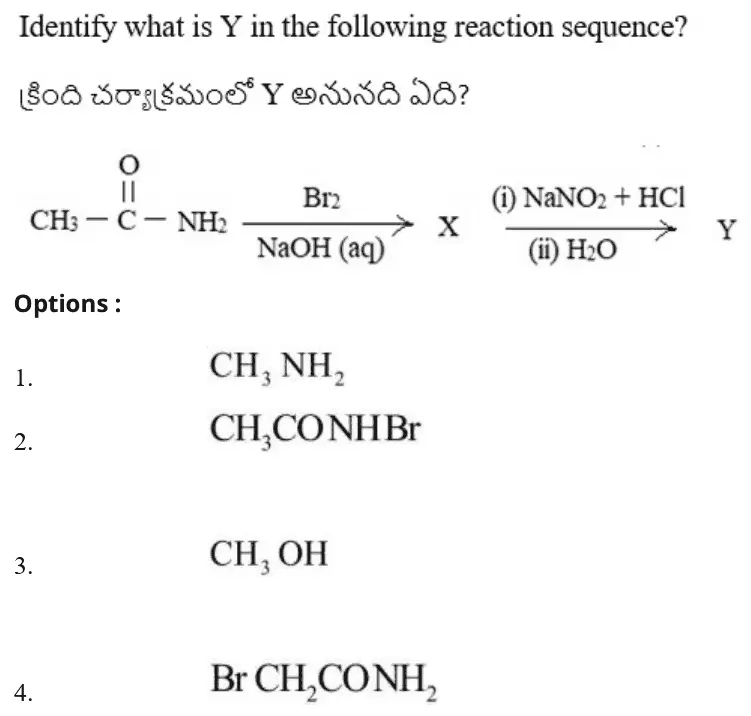 Identify what is Y in the following reaction sequence?
క్రింది చర్యాక్రమంలో Y అనునది ఏది?
O
||
CH₃ — C — NH₂ Br₂ NaOH (aq) X (i) NaNO₂ + HCl (ii) H₂O Y
Options :
1. CH₃ NH₂
2. CH₃CONHBr
3. CH₃ OH
4. Br CH₂CONH₂